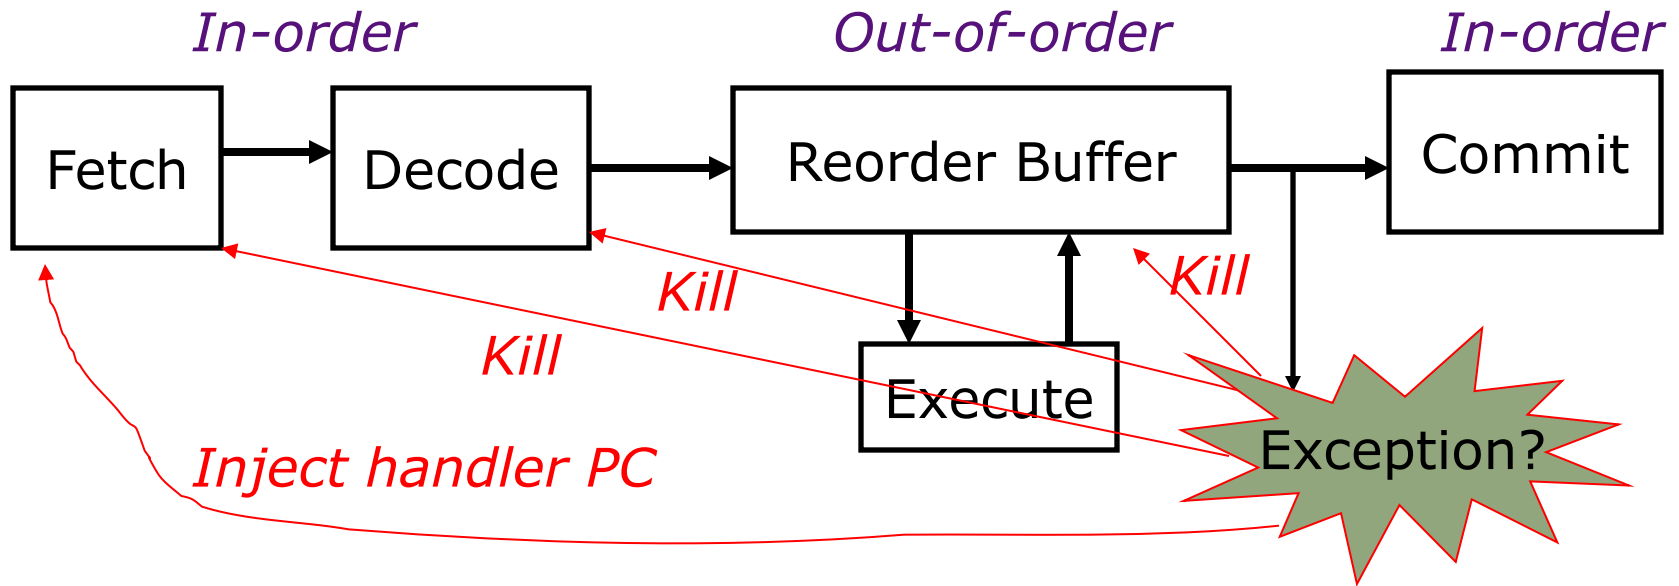 In-order
Out-of-order
In-order
Fetch
Decode
Reorder Buffer
Commit
Kill
Kill
Kill
Execute
Exception?
Inject handler PC